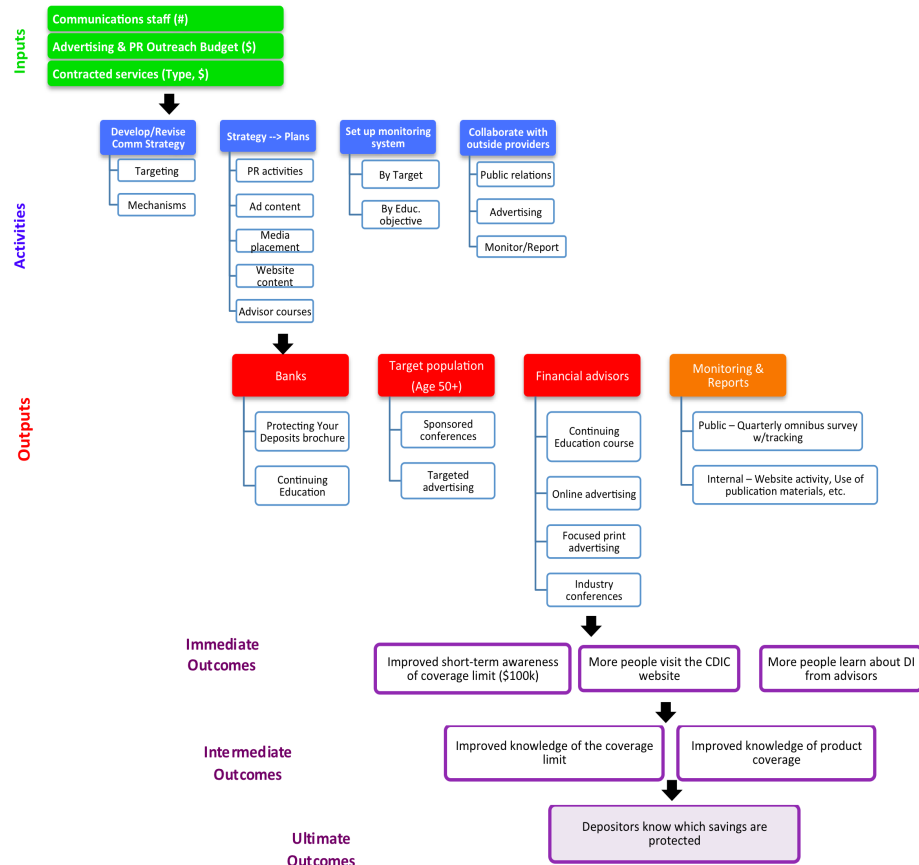 Inputs
Communications staff (#)
Advertising & PR Outreach Budget ($)
Contracted services (Type, $)
Activities
Develop/Revise
Comm Strategy
Targeting
Mechanisms
Strategy --> Plans
PR activities
Ad content
Media
placement
Website
content
Advisor courses
Set up monitoring
system
By Target
By Educ.
objective
Collaborate with
outside providers
Public relations
Advertising
Monitor/Report
Outputs
Banks
Protecting Your
Deposits brochure
Continuing
Education
Target population
(Age 50+)
Sponsored
conferences
Targeted
advertising
Financial advisors
Continuing
Education course
Online advertising
Focused print
advertising
Industry
conferences
Monitoring &
Reports
Public – Quarterly omnibus survey
w/tracking
Internal – Website activity, Use of
publication materials, etc.
Immediate
Outcomes
Improved short-term awareness
of coverage limit ($100k)
More people visit the CDIC
website
More people learn about DI
from advisors
Intermediate
Outcomes
Improved knowledge of the coverage
limit
Improved knowledge of product
coverage
Ultimate
Outcomes
Depositors know which savings are
protected